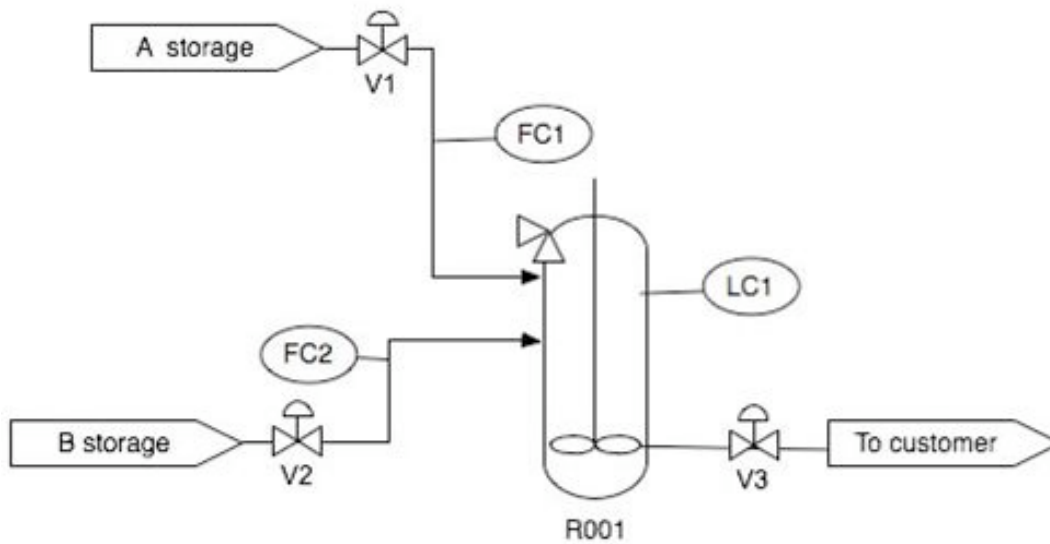 A storage
V1
FC1
LC1
FC2
B storage
V2
V3
To customer
R001